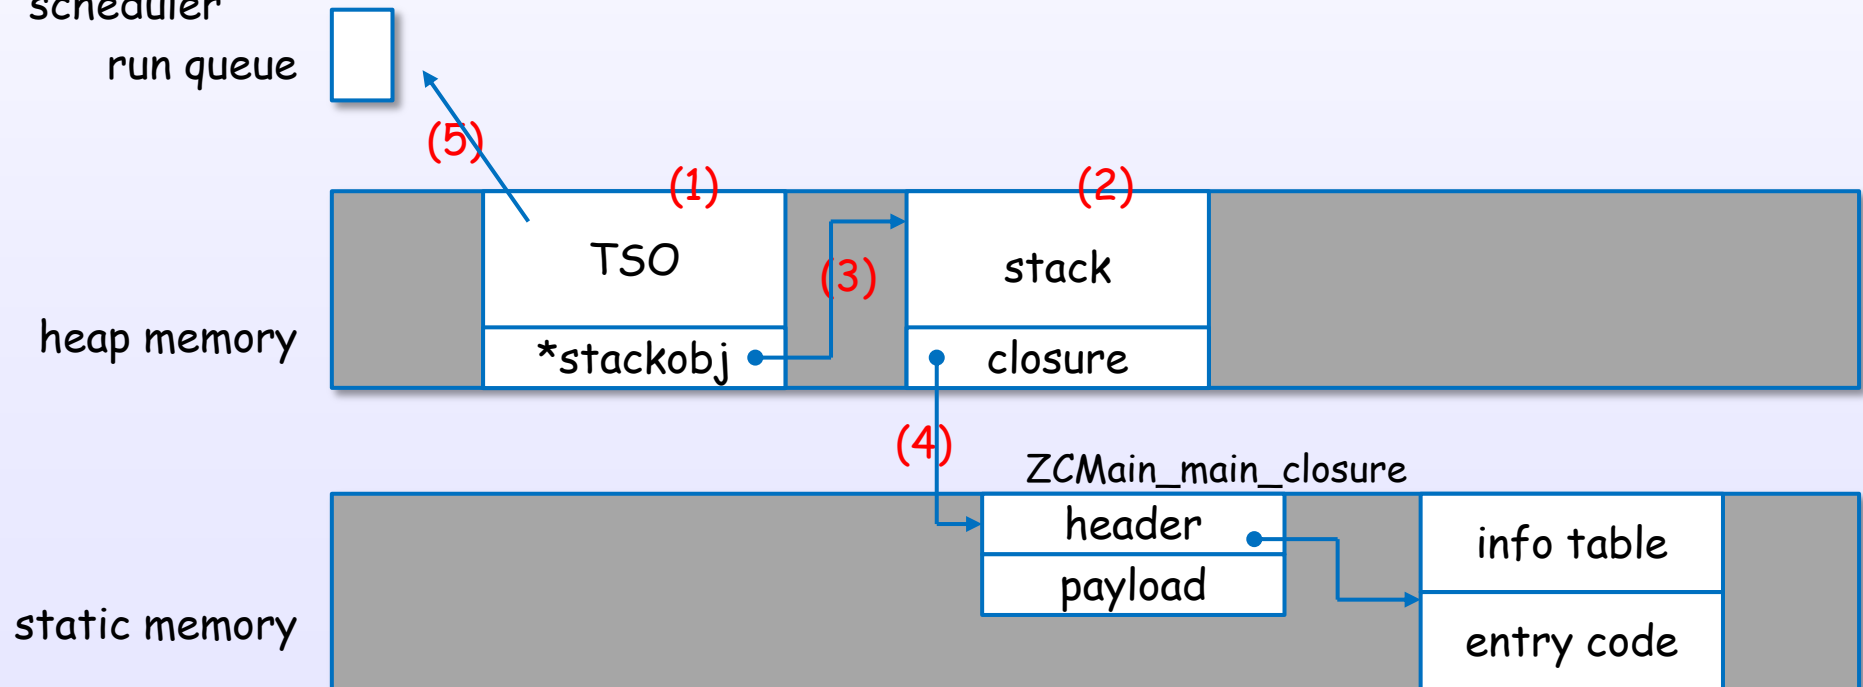 scheduler
run queue
(5)
(1)
(2)
TSO
(3)
stack
heap memory
*stackobj
closure
(4)
ZCMain_main_closure
header
info table
payload
static memory
entry code